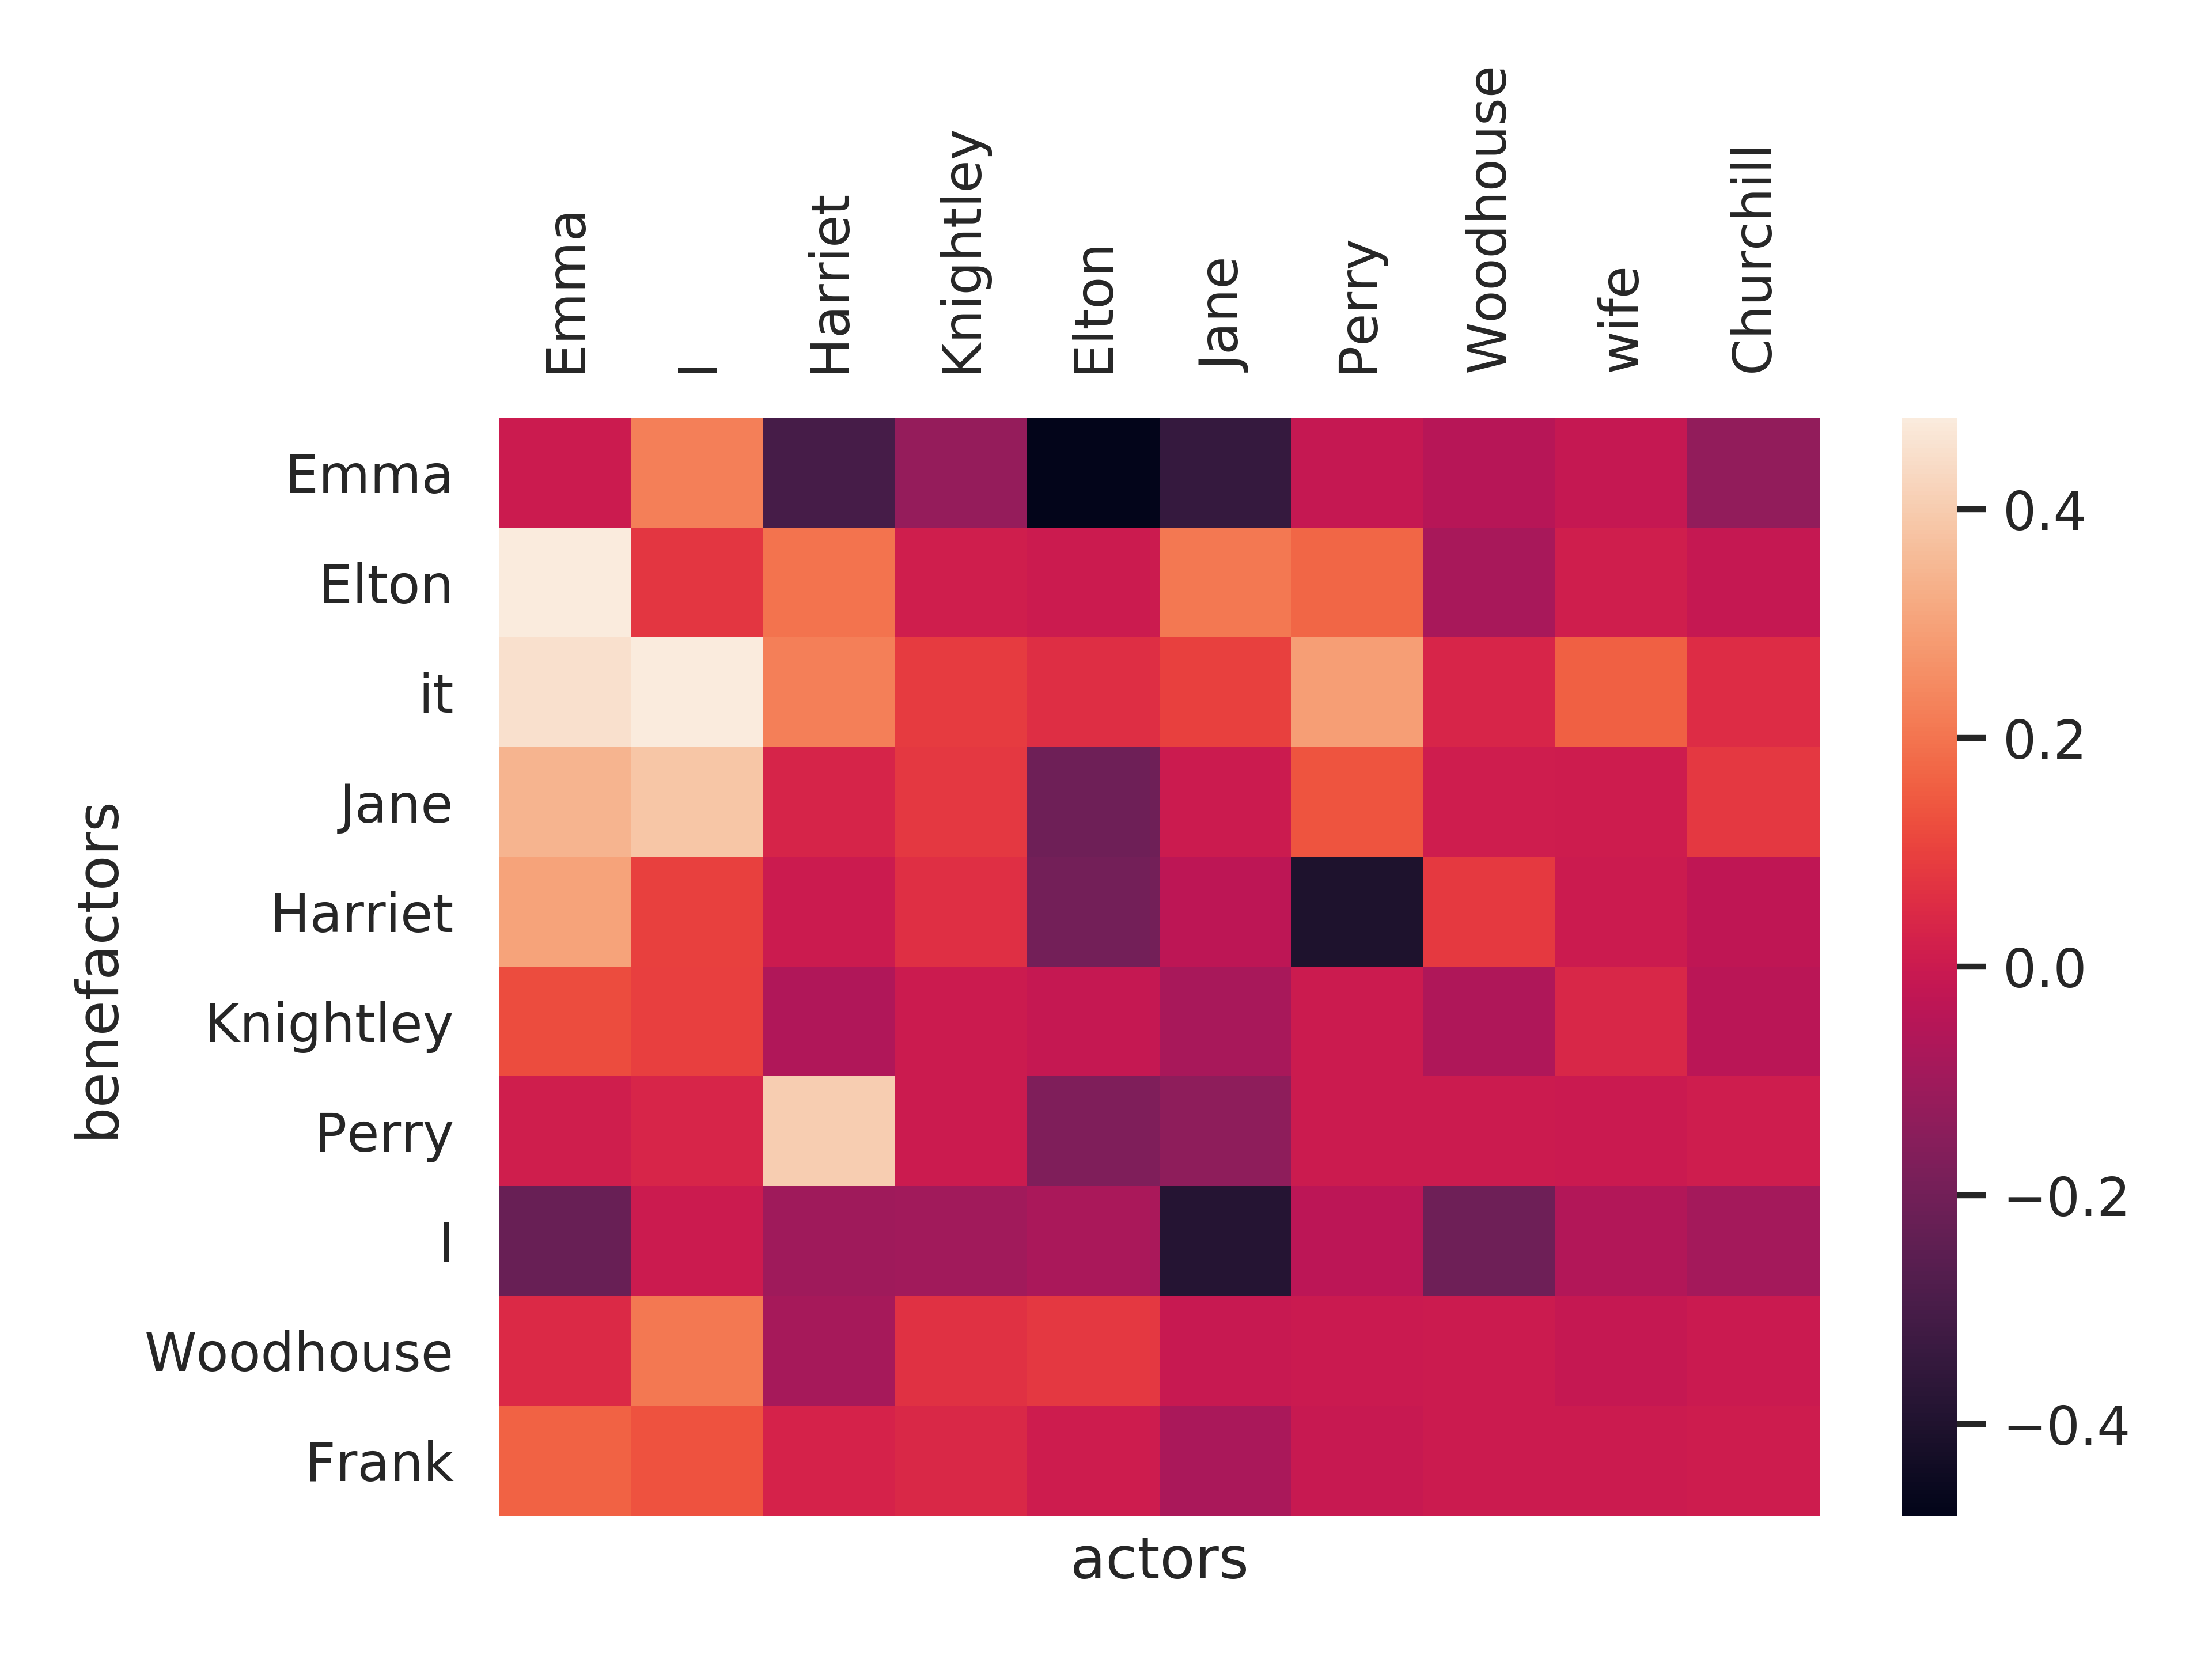 Emma
I
Harriet
Knightley
Elton
Jane
Perry
Woodhouse
wife
Churchill
benefactors
Emma
Elton
it
Jane
Harriet
Knightley
Perry
I
Woodhouse
Frank
actors
0.4
0.2
0.0
−0.2
−0.4